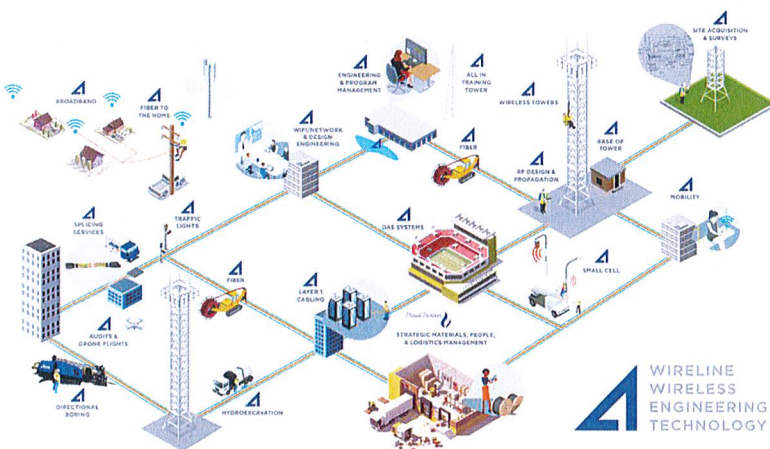 SITE ACQUISITION
& SURVEYS
ENGINEERING
& PROGRAM
MANAGEMENT
ALL IN
TRAINING
TOWER
WIRELESS TOWERS
BROADBAND
FIBER TO
THE HOME
WIFI/NETWORK
& DESIGN
ENGINEERING
FIBER
BASE OF
TOWER
RF DESIGN &
PROPAGATION
MOBILITY
SPLICING
SERVICES
TRAFFIC
LIGHTS
DAS SYSTEMS
SMALL CELL
FIBER
LAYER 1
CABLING
Proud Partner
STRATEGIC MATERIALS, PEOPLE,
& LOGISTICS MANAGEMENT
AUDITS &
DRONE FLIGHTS
DIRECTIONAL
BORING
HYDROEXCAVATION
WIRELINE
WIRELESS
ENGINEERING
TECHNOLOGY